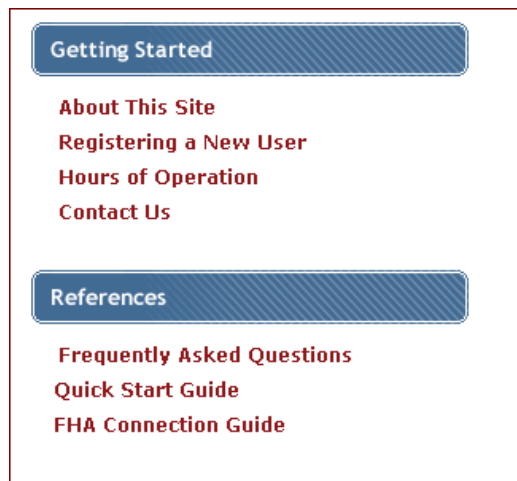 Getting Started
About This Site
Registering a New User
Hours of Operation
Contact Us
References
Frequently Asked Questions
Quick Start Guide
FHA Connection Guide